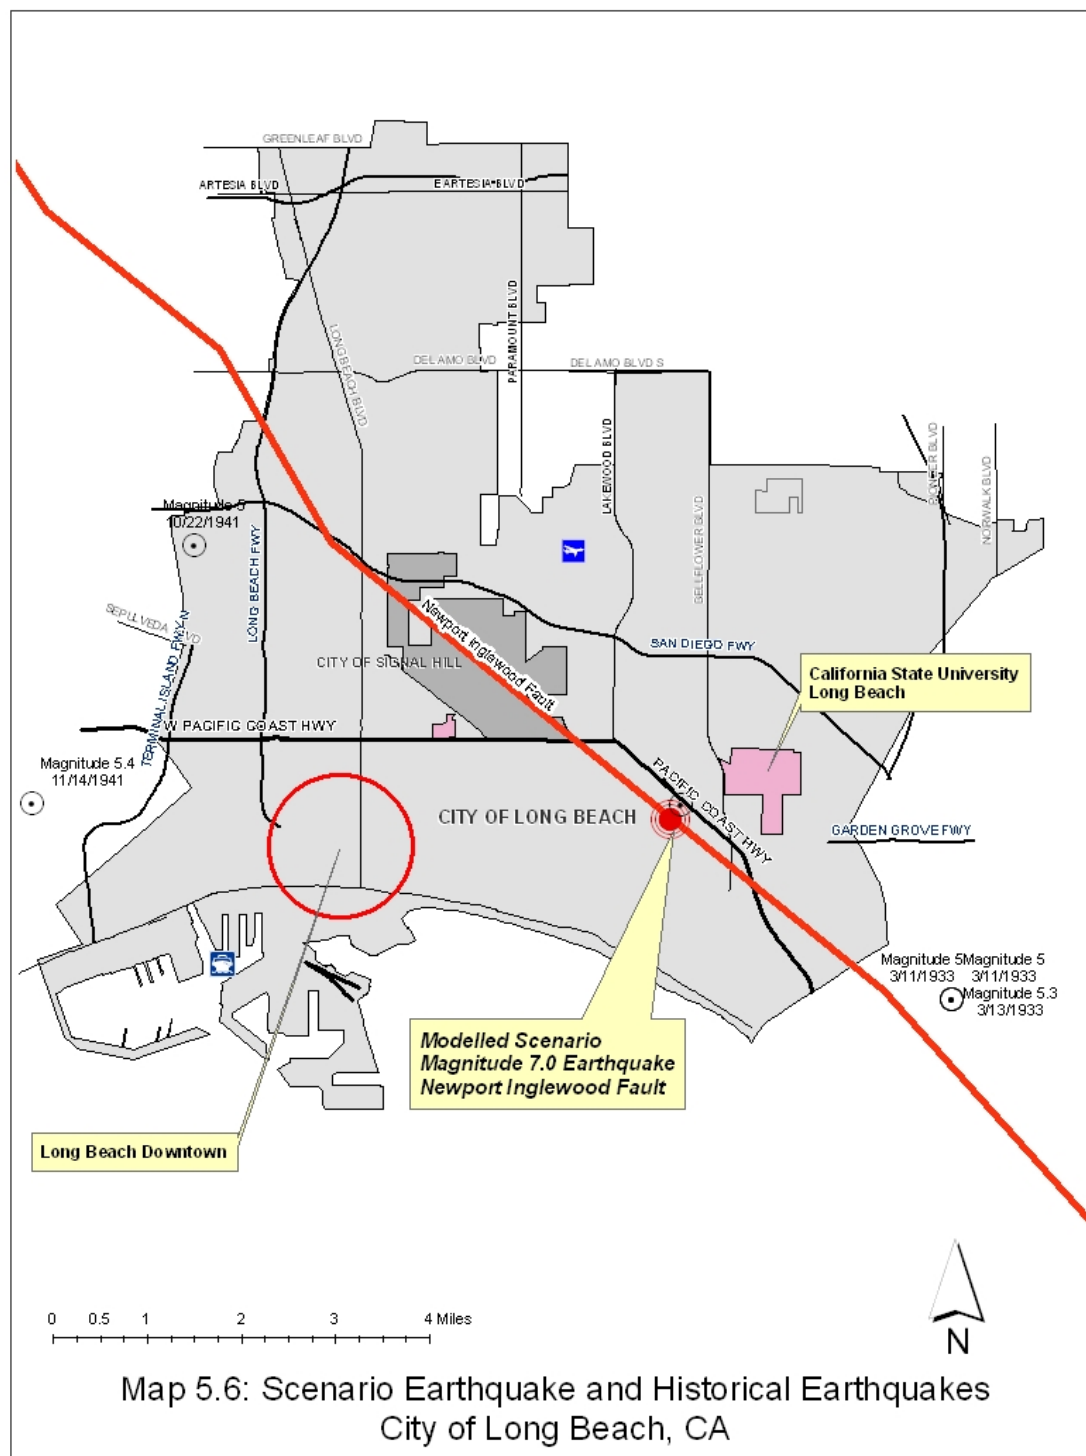 GREENLEAF BLVD
ARTESIA BLVD
E ARTESIA BLVD
PARAMOUNT BLVD
LONG BEACH BLVD
DEL AMO BLVD
DEL AMO BLVD S
LAKEWOOD BLVD
BELLFLOWER BLVD
PIONEER BLVD
NORWALK BLVD
Magnitude 5
10/22/1941
LONG BEACH FWY
SEPULVEDA BLVD
TERMINAL ISLAND FWY N
Newport Inglewood Fault
CITY OF SIGNAL HILL
SAN DIEGO FWY
California State University
Long Beach
W PACIFIC COAST HWY
Magnitude 5.4
11/14/1941
PACIFIC COAST HWY
CITY OF LONG BEACH
GARDEN GROVE FWY
Magnitude 5
3/11/1933
Magnitude 5
3/11/1933
Magnitude 5.3
3/13/1933
Modelled Scenario
Magnitude 7.0 Earthquake
Newport Inglewood Fault
Long Beach Downtown
0 0.5 1 2 3 4 Miles
N
Map 5.6: Scenario Earthquake and Historical Earthquakes
City of Long Beach, CA